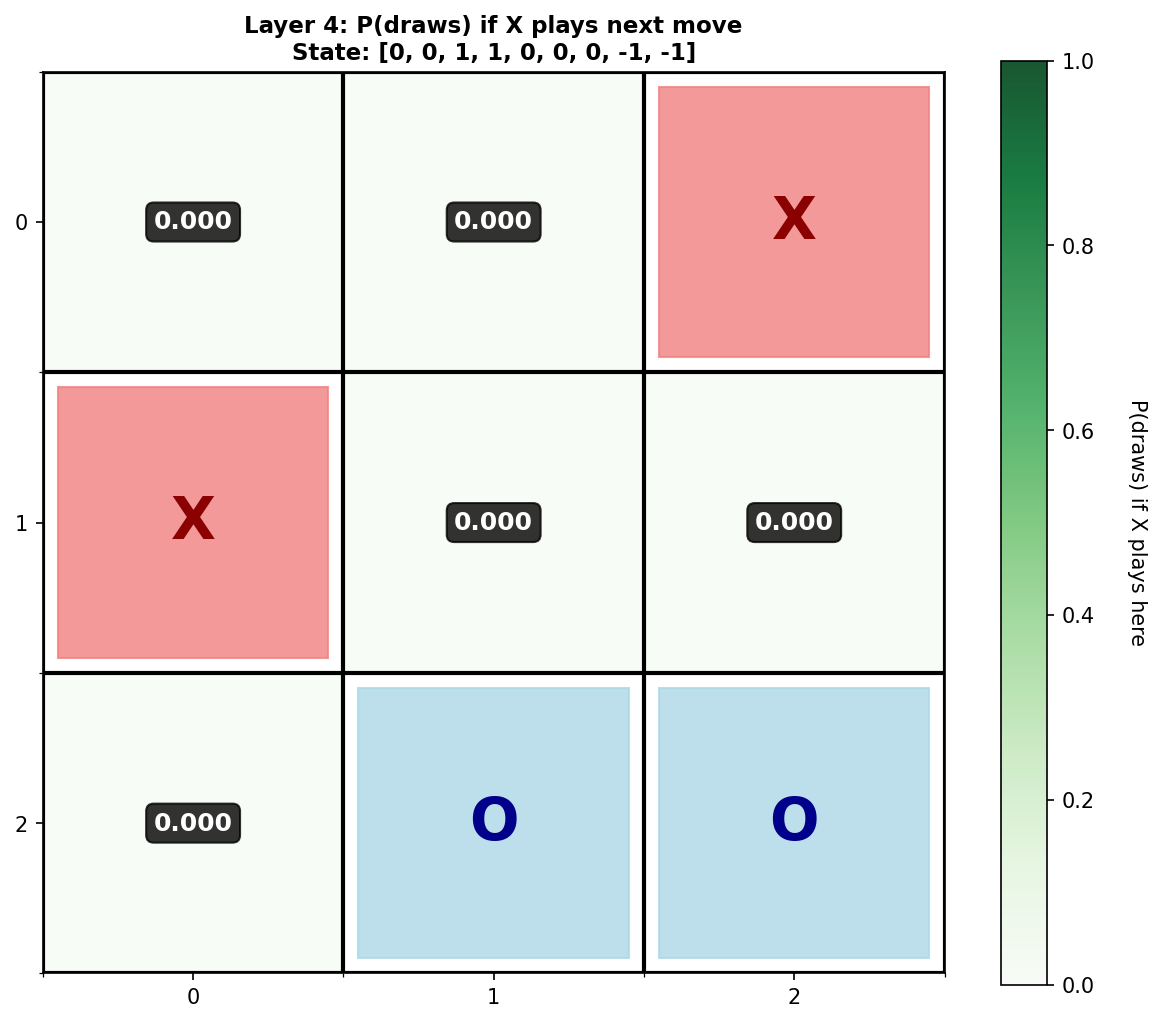 Layer 4: P(draws) if X plays next move
State: [0, 0, 1, 1, 0, 0, 0, -1, -1]
0
0.000
0.000
X
1
X
0.000
0.000
2
0.000
O
O
0
1
2
1.0
0.8
0.6
0.4
0.2
0.0
P(draws) if X plays here